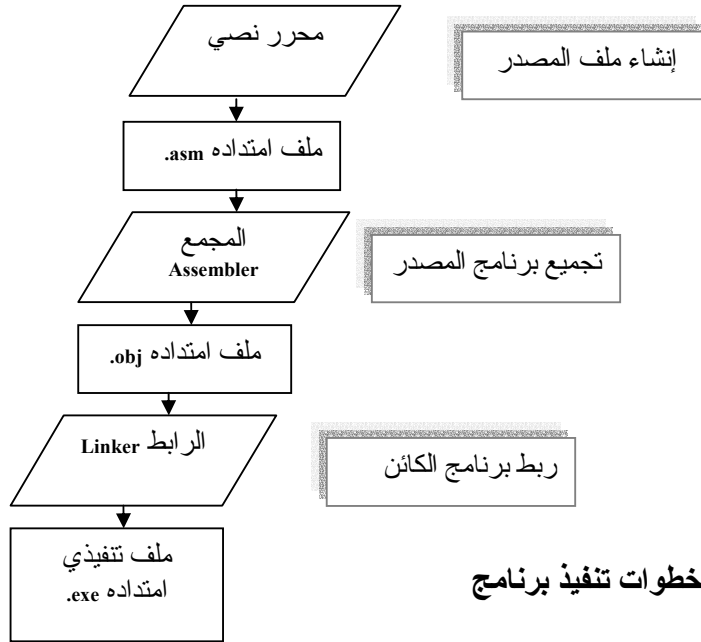 محرر نصي
إنشاء ملف المصدر
ملف امتداده .asm
المجمع
Assembler
تجميع برنامج المصدر
ملف امتداده .obj
الرابط Linker
ربط برنامج الكائن
ملف تنفيذي
امتداده .exe
خطوات تنفيذ برنامج